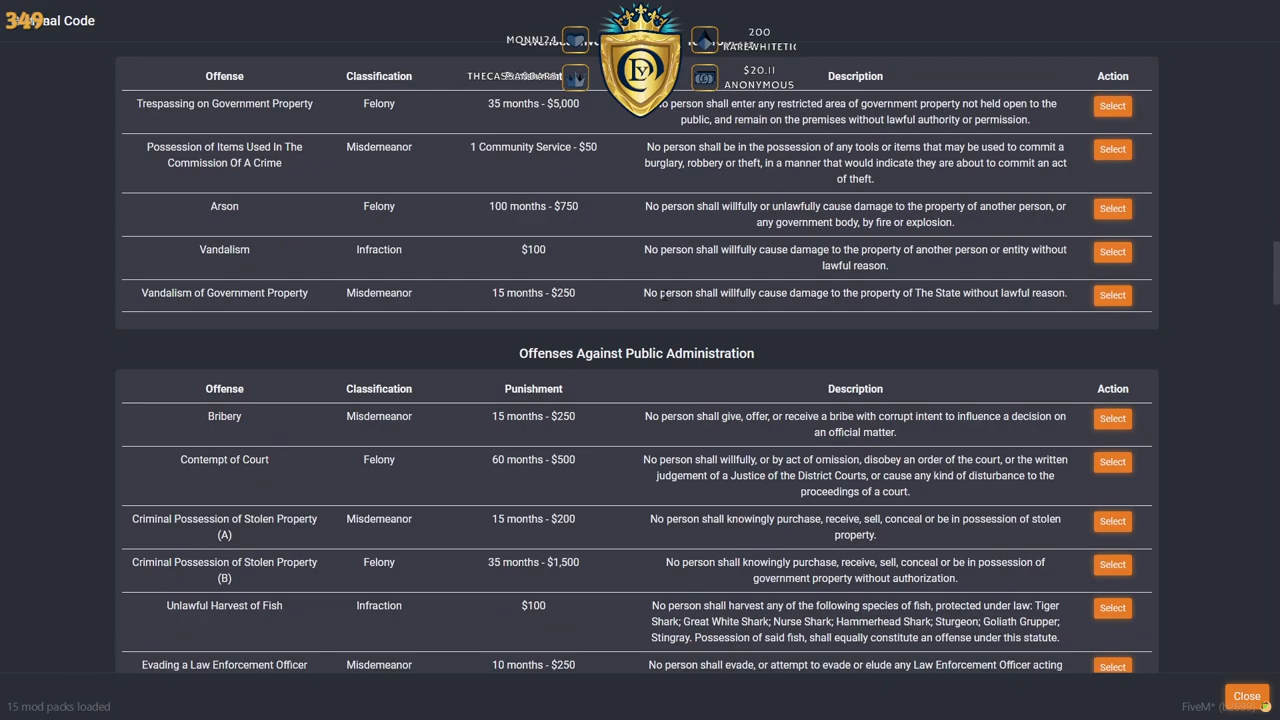 349
nal Code
MONNI24
200
RAREWHITETIC
$20.11
ANONYMOUS
Offense Classification Description Action
Trespassing on Government Property Felony 35 months - $5,000 No person shall enter any restricted area of government property not held open to the Select
public, and remain on the premises without lawful authority or permission.
Possession of Items Used In The Misdemeanor 1 Community Service - $50 No person shall be in the possession of any tools or items that may be used to commit a Select
Commission Of A Crime burglary, robbery or theft, in a manner that would indicate they are about to commit an act
of theft.
Arson Felony 100 months - $750 No person shall willfully or unlawfully cause damage to the property of another person, or Select
any government body, by fire or explosion.
Vandalism Infraction $100 No person shall willfully cause damage to the property of another person or entity without Select
lawful reason.
Vandalism of Government Property Misdemeanor 15 months - $250 No person shall willfully cause damage to the property of The State without lawful reason. Select
Offenses Against Public Administration
Offense Classification Punishment Description Action
Bribery Misdemeanor 15 months - $250 No person shall give, offer, or receive a bribe with corrupt intent to influence a decision on Select
an official matter.
Contempt of Court Felony 60 months - $500 No person shall willfully, or by act of omission, disobey an order of the court, or the written Select
judgement of a Justice of the District Courts, or cause any kind of disturbance to the
proceedings of a court.
Criminal Possession of Stolen Property Misdemeanor 15 months - $200 No person shall knowingly purchase, receive, sell, conceal or be in possession of stolen Select
(A) property.
Criminal Possession of Stolen Property Felony 35 months - $1,500 No person shall knowingly purchase, receive, sell, conceal or be in possession of Select
(B) government property without authorization.
Unlawful Harvest of Fish Infraction $100 No person shall harvest any of the following species of fish, protected under law: Tiger Select
Shark; Great White Shark; Nurse Shark; Hammerhead Shark; Sturgeon; Goliath Grupper;
Stingray. Possession of said fish, shall equally constitute an offense under this statute.
Evading a Law Enforcement Officer Misdemeanor 10 months - $250 No person shall evade, or attempt to evade or elude any Law Enforcement Officer acting Select
Close
15 mod packs loaded
FiveM*